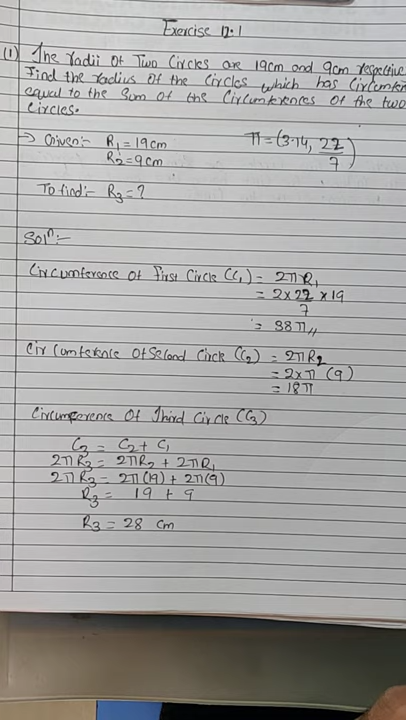 Exercise 12.1
(1) The radii of Two Circles are 19cm and 9cm respective
Find the radius of the Circles which has Circumferen
equal to the Sum of the Circumferences of the two
Circles.
→ Given:- R₁ = 19cm π = (3.14, 22/7)
R₂ = 9cm
To find:- R₃ = ?
Solⁿ:-
Circumference of First Circle (C₁) = 2πR₁
= 2 × 22/7 × 19
= 38π //
Circumference of Second Circle (C₂) = 2πR₂
= 2×π (9)
= 18π
Circumference Of Third Circle (C₃)
C₃ = C₂ + C₁
2πR₃ = 2πR₂ + 2πR₁
2πR₃ = 2π(19) + 2π(9)
R₃ = 19 + 9
R₃ = 28 cm